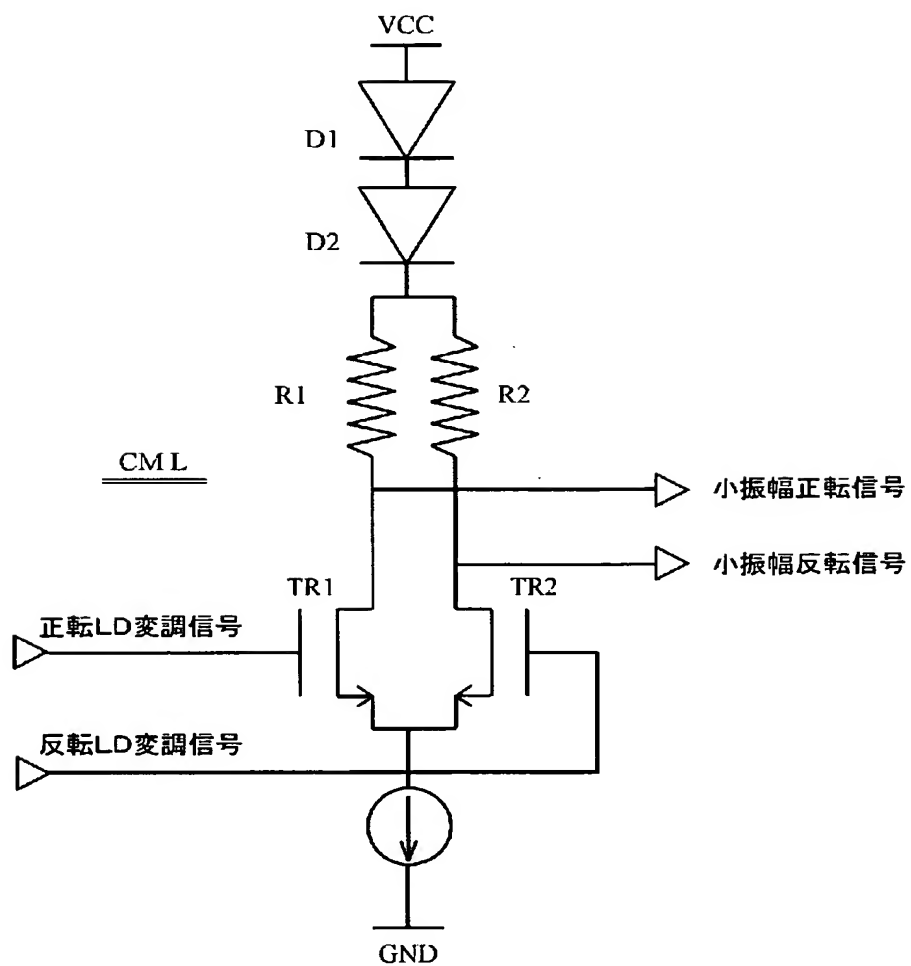 VCC
D1
D2
R1
R2
CML
小振幅正転信号
小振幅反転信号
TR1
TR2
正転LD変調信号
反転LD変調信号
GND